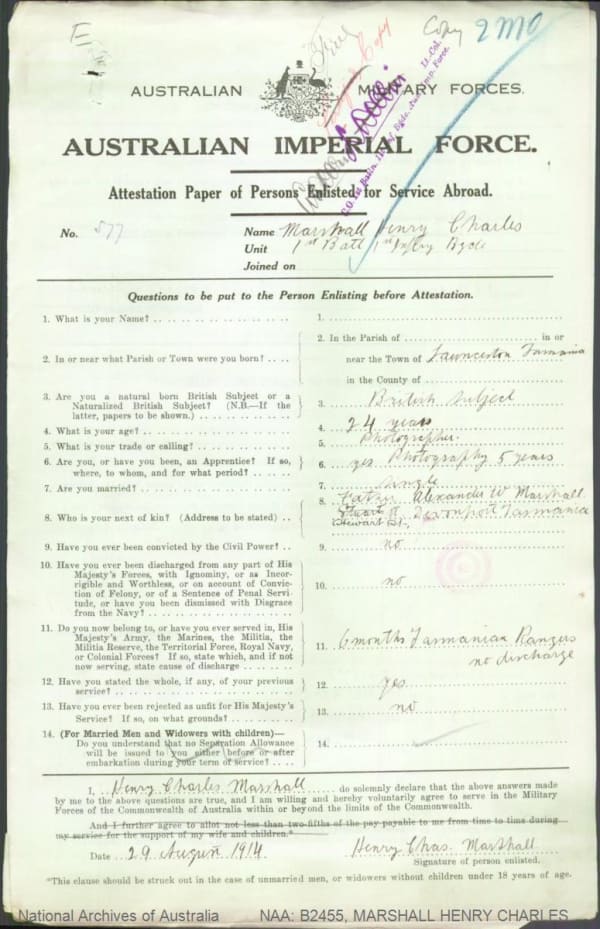 E
Copy 2 MD
AUSTRALIAN MILITARY FORCES.
AUSTRALIAN IMPERIAL FORCE.
Lt.-Col.
Attestation Paper of Persons Enlisted for Service Abroad.
No. 577 Name Marshall Henry Charles
Unit 1st Batt 1st Inftry Bgde
Joined on
Questions to be put to the Person Enlisting before Attestation.
1. What is your Name? 1.
2. In or near what Parish or Town were you born? 2. In the Parish of in or
near the Town of Launceston Tasmania
in the County of
3. Are you a natural born British Subject or a
Naturalized British Subject? (N.B.—If the 3. British Subject
latter, papers to be shown.)
4. What is your age? 4. 24 years
5. What is your trade or calling? 5. Photographer.
6. Are you, or have you been, an Apprentice? If so,
where, to whom, and for what period? 6. yes Photography 5 years
7. Are you married? 7. Single
8. Who is your next of kin? (Address to be stated) 8. Father Alexander W Marshall
Stuart St Devonport Tasmania
Stewart St.
9. Have you ever been convicted by the Civil Power? 9. no
10. Have you ever been discharged from any part of His
Majesty's Forces, with Ignominy, or as Incor-
rigible and Worthless, or on account of Convic-
tion of Felony, or of a Sentence of Penal Servi- 10. no
tude, or have you been dismissed with Disgrace
from the Navy?
11. Do you now belong to, or have you ever served in, His
Majesty's Army, the Marines, the Militia, the
Militia Reserve, the Territorial Force, Royal Navy, 11. 6 months Tasmanian Rangers
or Colonial Forces? If so, state which, and if not no discharge
now serving, state cause of discharge
12. Have you stated the whole, if any, of your previous
service? 12. yes
13. Have you ever been rejected as unfit for His Majesty's
Service? If so, on what grounds? 13. no
14. (For Married Men and Widowers with children)—
Do you understand that no Separation Allowance
will be issued to you either before or after 14.
embarkation during your term of service?
I, Henry Charles Marshall do solemnly declare that the above answers made
by me to the above questions are true, and I am willing and hereby voluntarily agree to serve in the Military
Forces of the Commonwealth of Australia within or beyond the limits of the Commonwealth.
And I further agree to allot not less than two-fifths of the pay payable to me from time to time during
my service for the support of my wife and children.*
Date 29 August 1914 Henry Chas. Marshall
Signature of person enlisted.
*This clause should be struck out in the case of unmarried men, or widowers without children under 18 years of age.
National Archives of Australia NAA: B2455, MARSHALL HENRY CHARLES